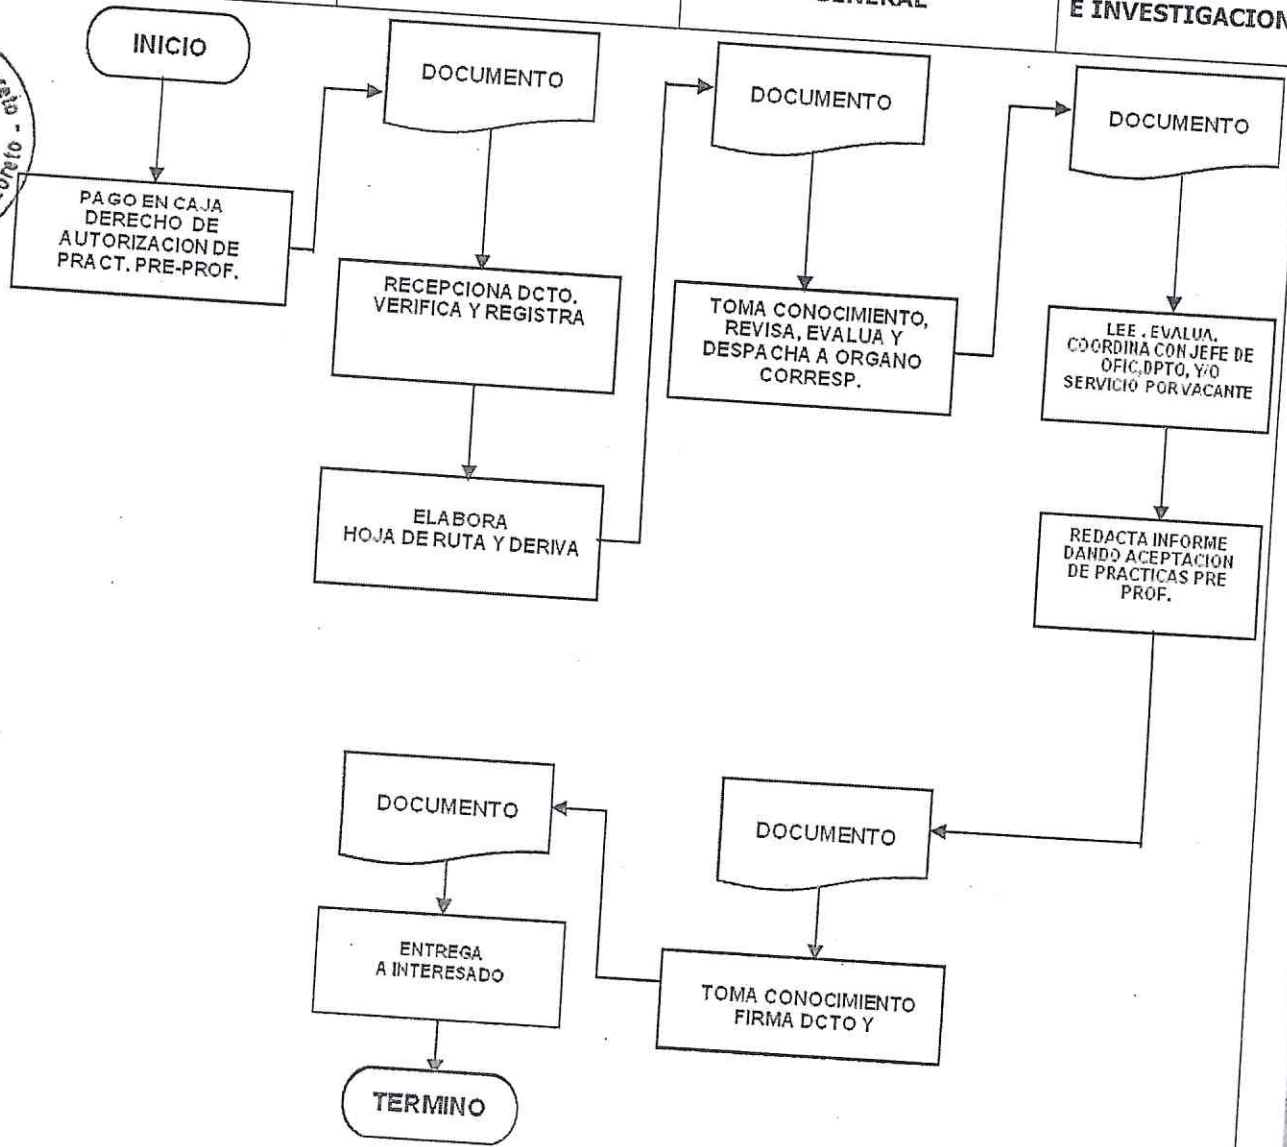 E INVESTIGACION
INICIO
PAGO EN CAJA
DERECHO DE
AUTORIZACION DE
PRACT. PRE-PROF.
DOCUMENTO
RECEPCIONA DCTO.
VERIFICA Y REGISTRA
ELABORA
HOJA DE RUTA Y DERIVA
DOCUMENTO
TOMA CONOCIMIENTO,
REVISA, EVALUA Y
DESPACHA A ORGANO
CORRESP.
DOCUMENTO
LEE . EVALUA.
COORDINA CON JEFE DE
OFIC,DPTO, Y/O
SERVICIO POR VACANTE
REDACTA INFORME
DANDO ACEPTACION
DE PRACTICAS PRE
PROF.
DOCUMENTO
TOMA CONOCIMIENTO
FIRMA DCTO Y
DOCUMENTO
ENTREGA
A INTERESADO
TERMINO